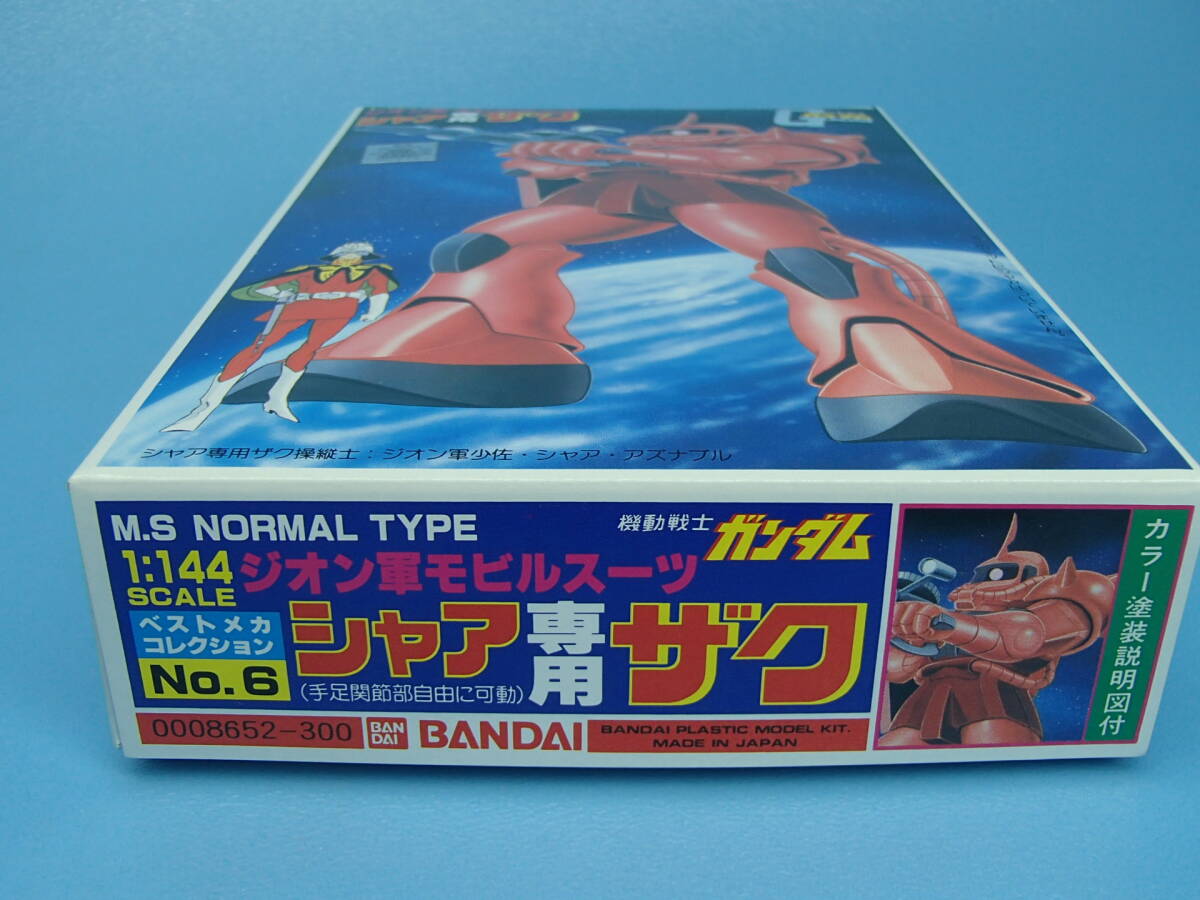 シャア専用ザク
シャア専用ザク操縦士：ジオン軍少佐・シャア・アズナブル
M.S NORMAL TYPE
機動戦士
ガンダム
1:144
SCALE
ジオン軍モビルスーツ
ベストメカ
コレクション
No.6
シャア専用ザク
(手足関節部自由に可動)
0008652-300
BAN
DAI
BANDAI
BANDAI PLASTIC MODEL KIT.
MADE IN JAPAN
カラー塗装説明図付